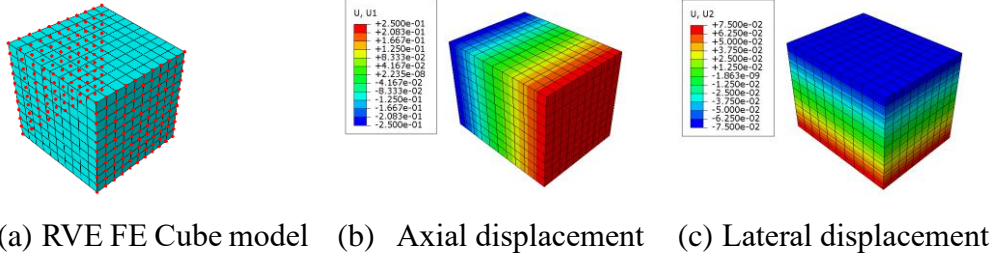 U, U1
+2.500e-01
+2.083e-01
+1.667e-01
+1.250e-01
+8.333e-02
+4.167e-02
+2.235e-08
-4.167e-02
-8.333e-02
-1.250e-01
-1.667e-01
-2.083e-01
-2.500e-01
U, U2
+7.500e-02
+6.250e-02
+5.000e-02
+3.750e-02
+2.500e-02
+1.250e-02
-1.863e-09
-1.250e-02
-2.500e-02
-3.750e-02
-5.000e-02
-6.250e-02
-7.500e-02
(a) RVE FE Cube model (b) Axial displacement (c) Lateral displacement